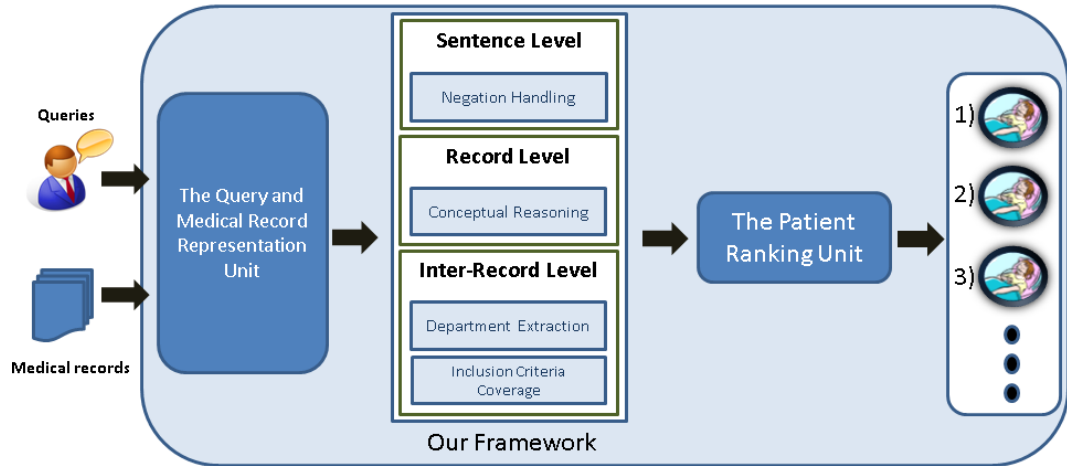 Queries
Medical records
The Query and
Medical Record
Representation
Unit
Sentence Level
Negation Handling
Record Level
Conceptual Reasoning
Inter-Record Level
Department Extraction
Inclusion Criteria
Coverage
Our Framework
The Patient
Ranking Unit
1)
2)
3)